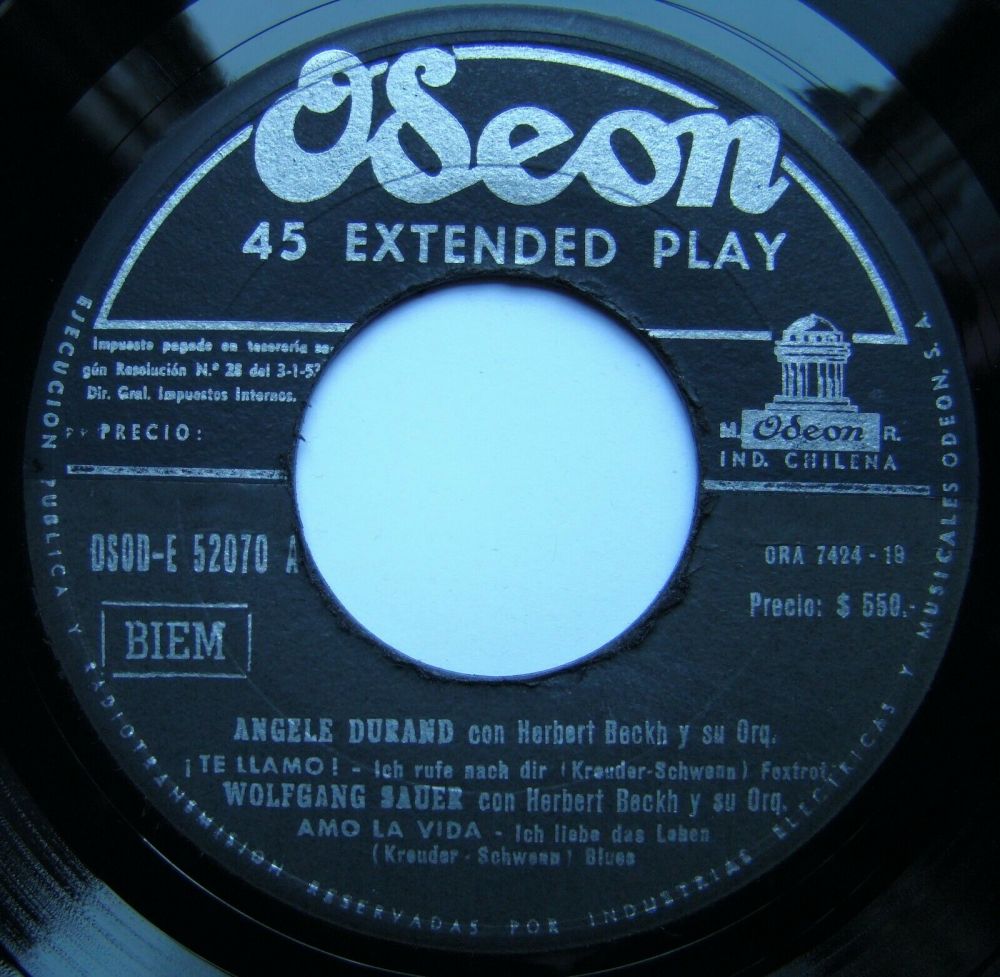 Odeon
45 EXTENDED PLAY
Impuesto pagado en tesorería se-
gún Resolución N.º 28 del 3-1-57
Dir. Gral. Impuestos Internos.
PRECIO:
M. Odeon R.
IND. CHILENA
OSOD-E 52070 A
ORA 7424 - 18
BIEM
Precio: $ 550.-
ANGELE DURAND con Herbert Beckh y su Orq.
¡TE LLAMO! - Ich rufe nach dir (Kreuder-Schwenn) Foxtrot
WOLFGANG SAUER con Herbert Beckh y su Orq.
AMO LA VIDA - Ich liebe das Leben
(Kreuder - Schwenn) Blues
EJECUCION PUBLICA Y RADIOTRANSMISION RESERVADAS POR INDUSTRIAS ELECTRICAS Y MUSICALES ODEON, S. A.